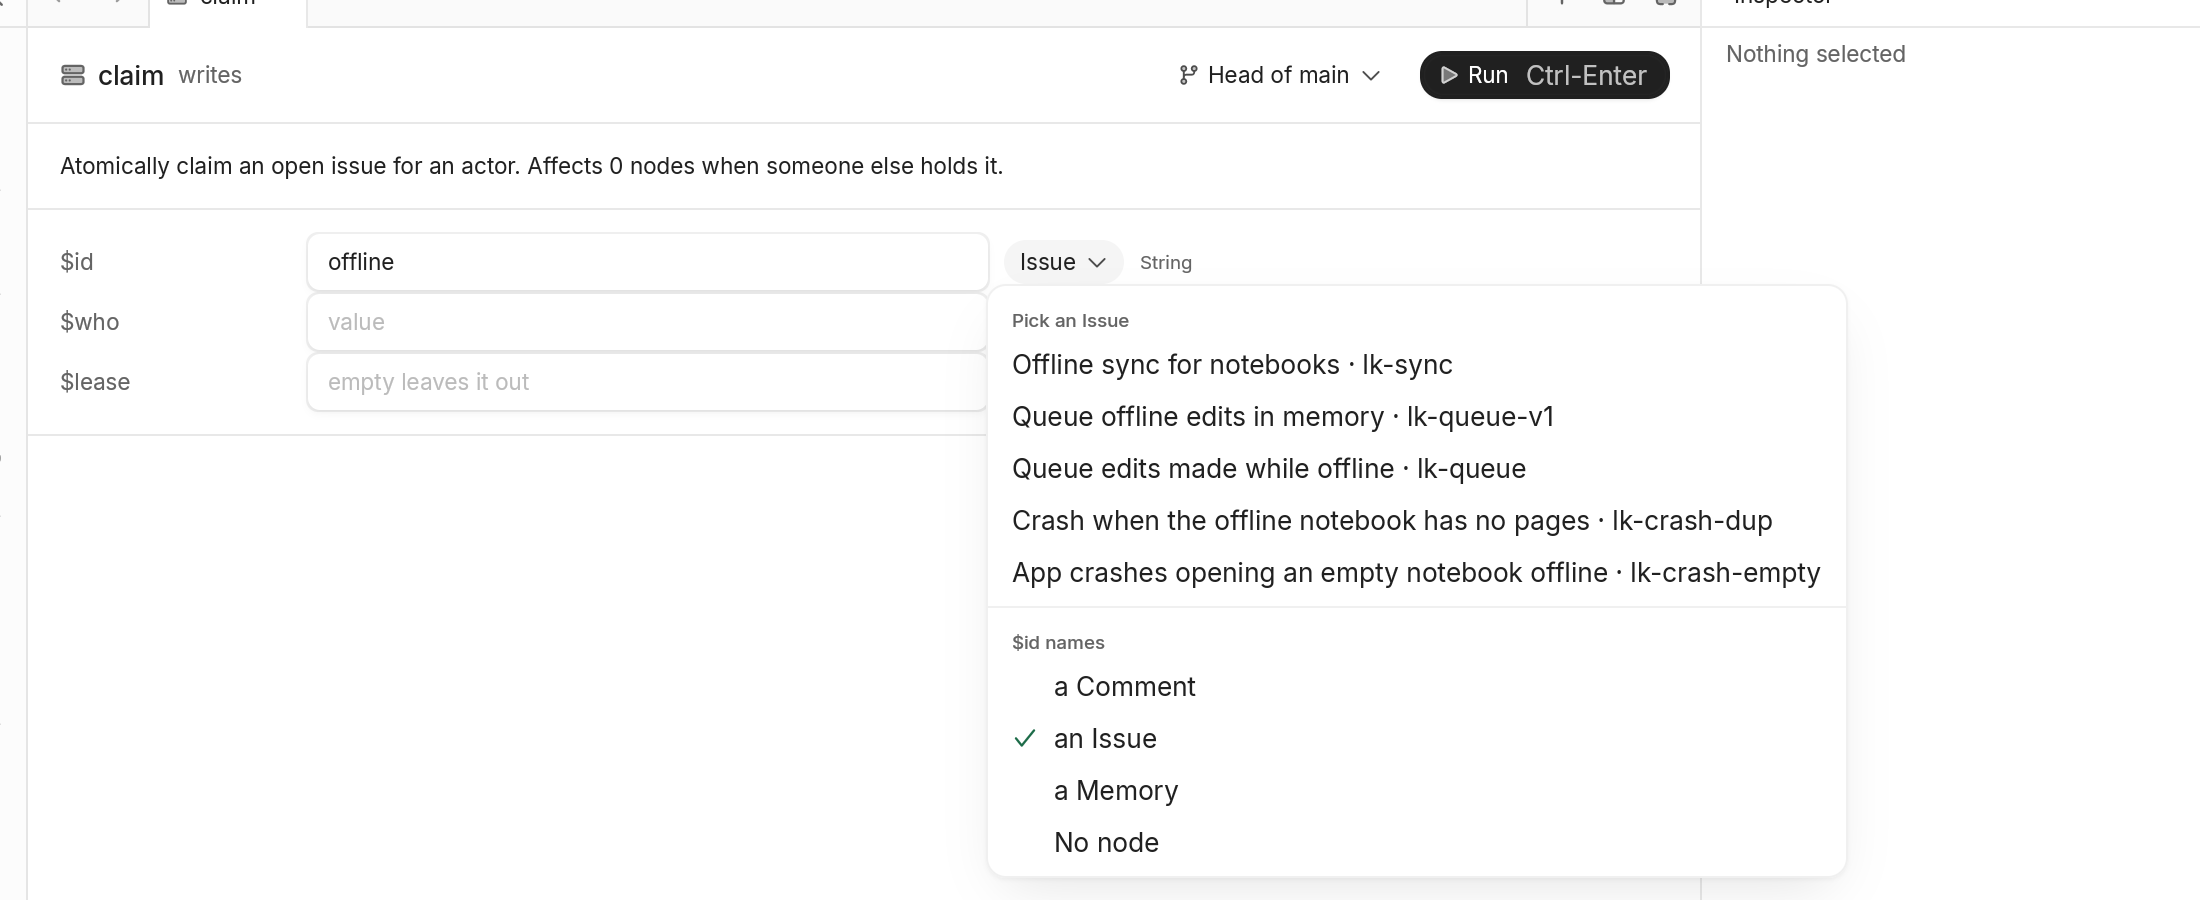 claim
Inspector
Nothing selected
claim writes
Head of main
Run Ctrl-Enter
Atomically claim an open issue for an actor. Affects 0 nodes when someone else holds it.
$id offline Issue String
$who value
$lease empty leaves it out
Pick an Issue
Offline sync for notebooks · lk-sync
Queue offline edits in memory · lk-queue-v1
Queue edits made while offline · lk-queue
Crash when the offline notebook has no pages · lk-crash-dup
App crashes opening an empty notebook offline · lk-crash-empty
$id names
a Comment
an Issue
a Memory
No node